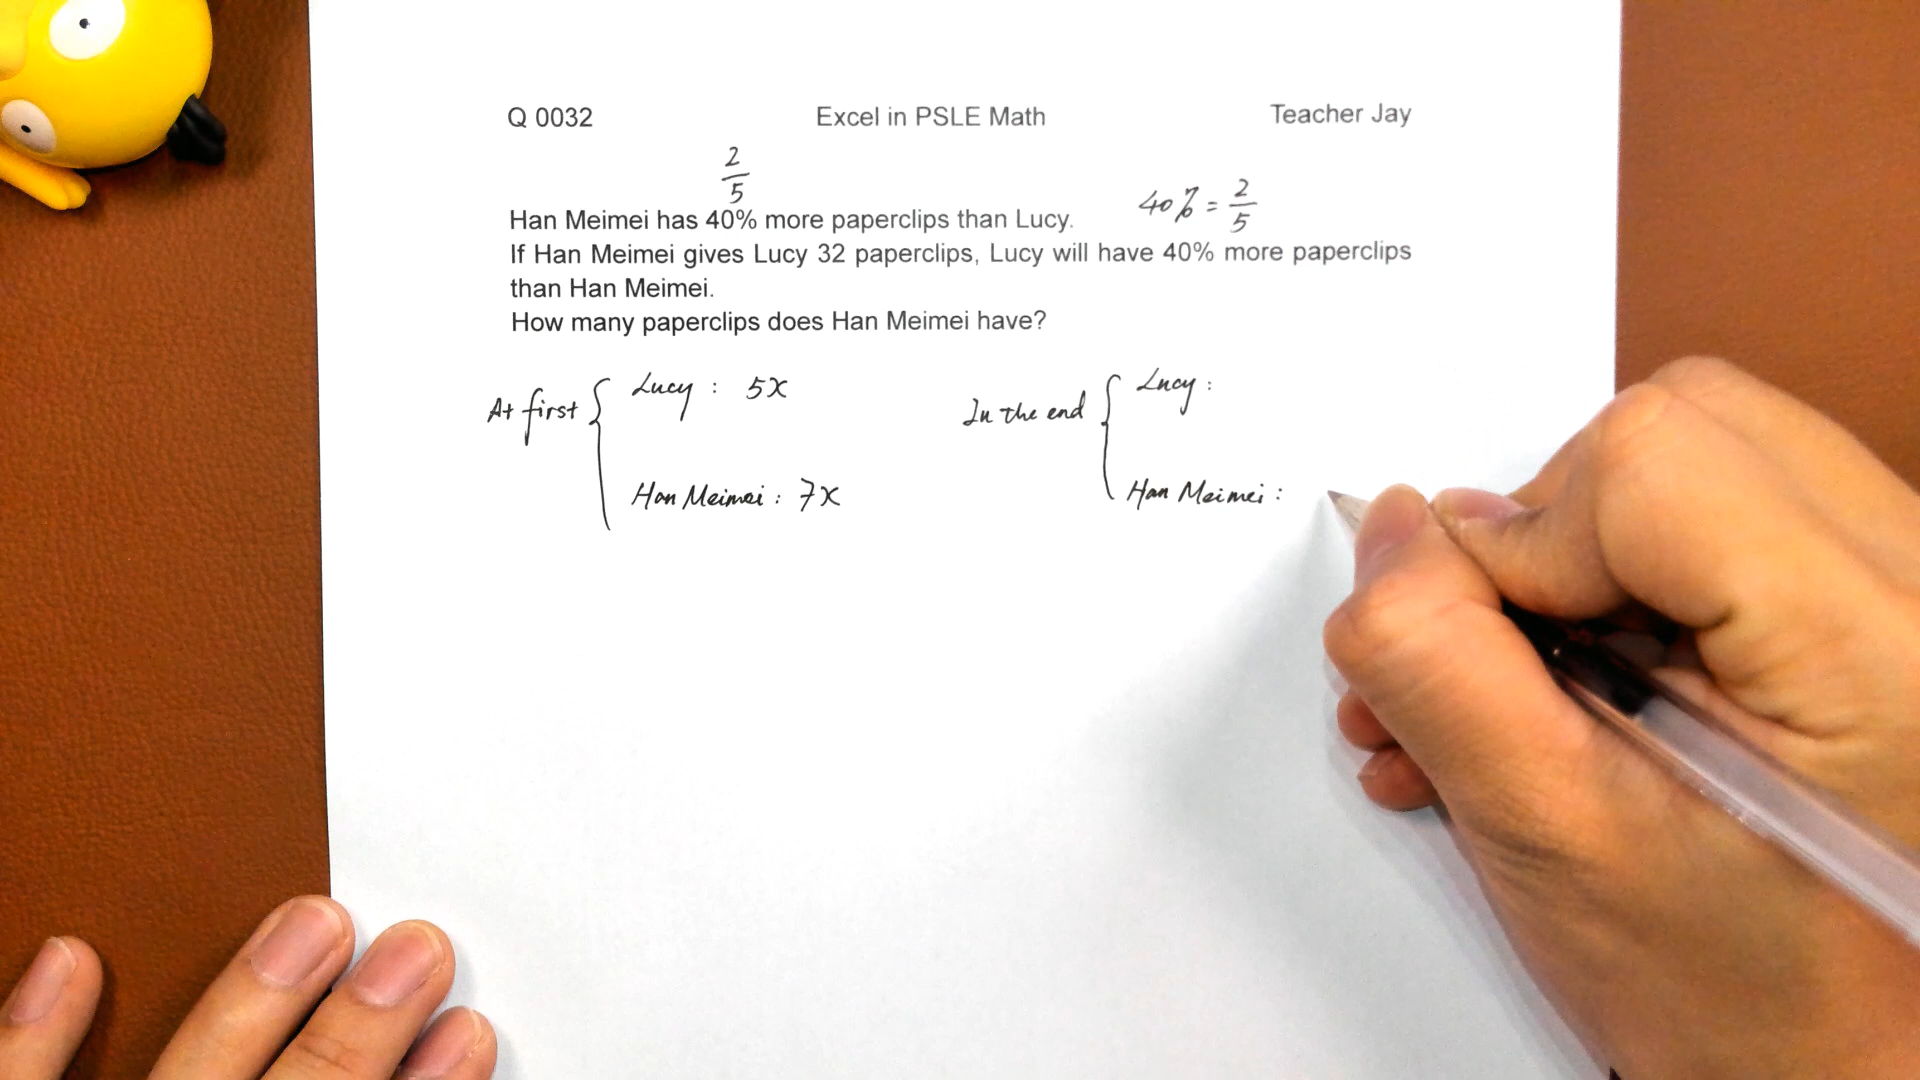 Q 0032 Excel in PSLE Math Teacher Jay
2/5
Han Meimei has 40% more paperclips than Lucy. 40% = 2/5
If Han Meimei gives Lucy 32 paperclips, Lucy will have 40% more paperclips
than Han Meimei.
How many paperclips does Han Meimei have?
At first { Lucy : 5x
Han Meimei : 7x
In the end { Lucy :
Han Meimei :